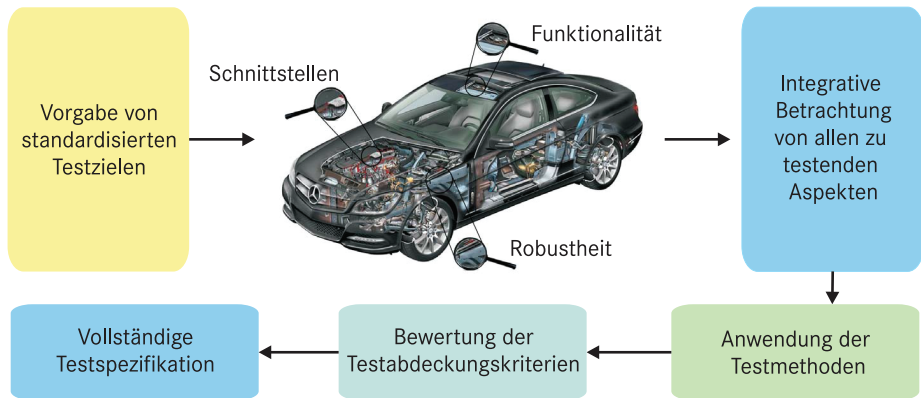 Vorgabe von
standardisierten
Testzielen
Schnittstellen
Funktionalität
Robustheit
Integrative
Betrachtung
von allen zu
testenden
Aspekten
Anwendung der
Testmethoden
Bewertung der
Testabdeckungskriterien
Vollständige
Testspezifikation